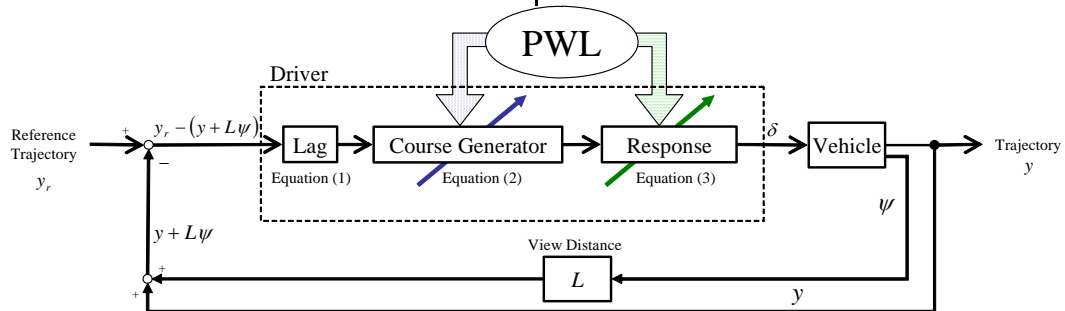 PWL
Driver
Reference
Trajectory
y_r
+
−
y_r − (y + Lψ)
Lag
Equation (1)
Course Generator
Equation (2)
Response
Equation (3)
δ
Vehicle
Trajectory
y
ψ
y + Lψ
View Distance
L
y
+
+